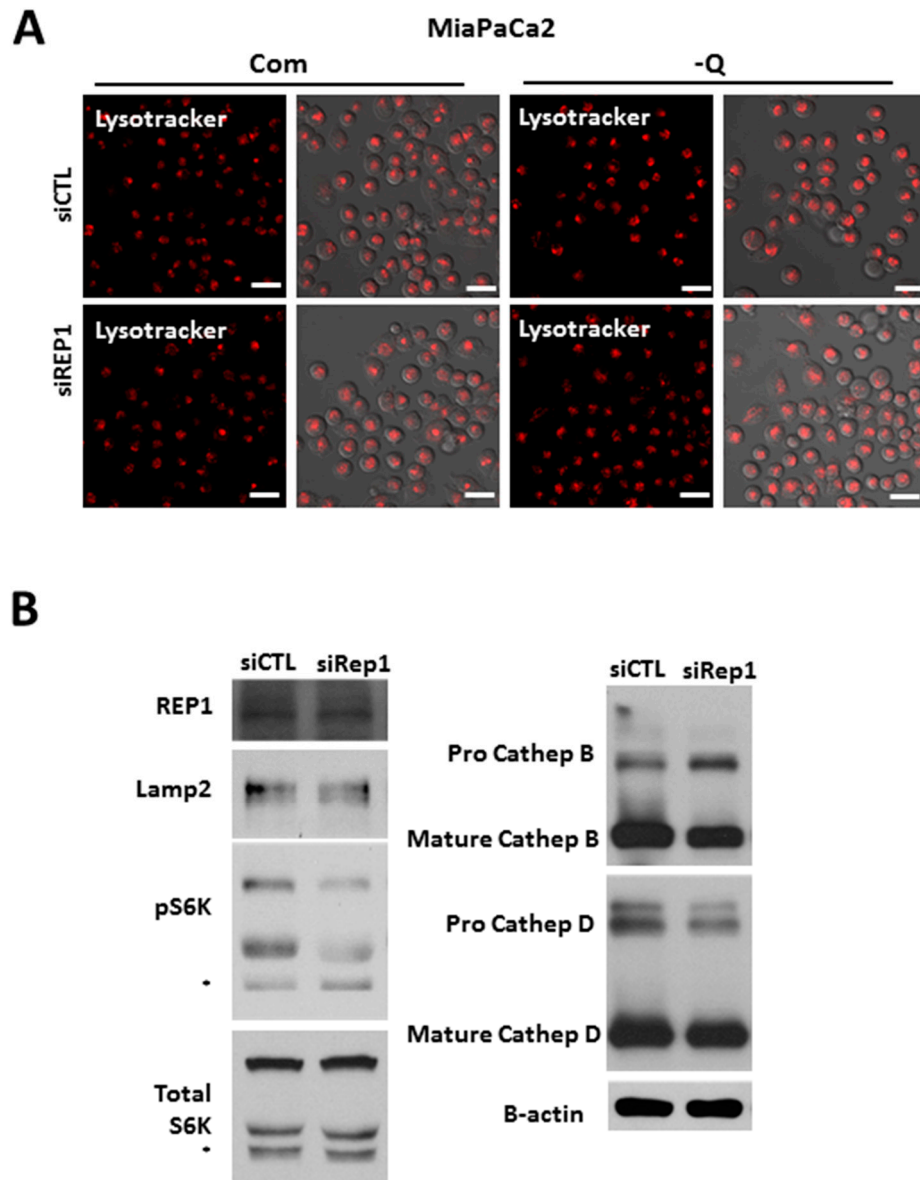 A
MiaPaCa2
Com
-Q
siCTL
Lysotracker
Lysotracker
siREP1
Lysotracker
Lysotracker
B
siCTL siRep1
REP1
Lamp2
pS6K
Total
S6K
siCTL siRep1
Pro Cathep B
Mature Cathep B
Pro Cathep D
Mature Cathep D
B-actin